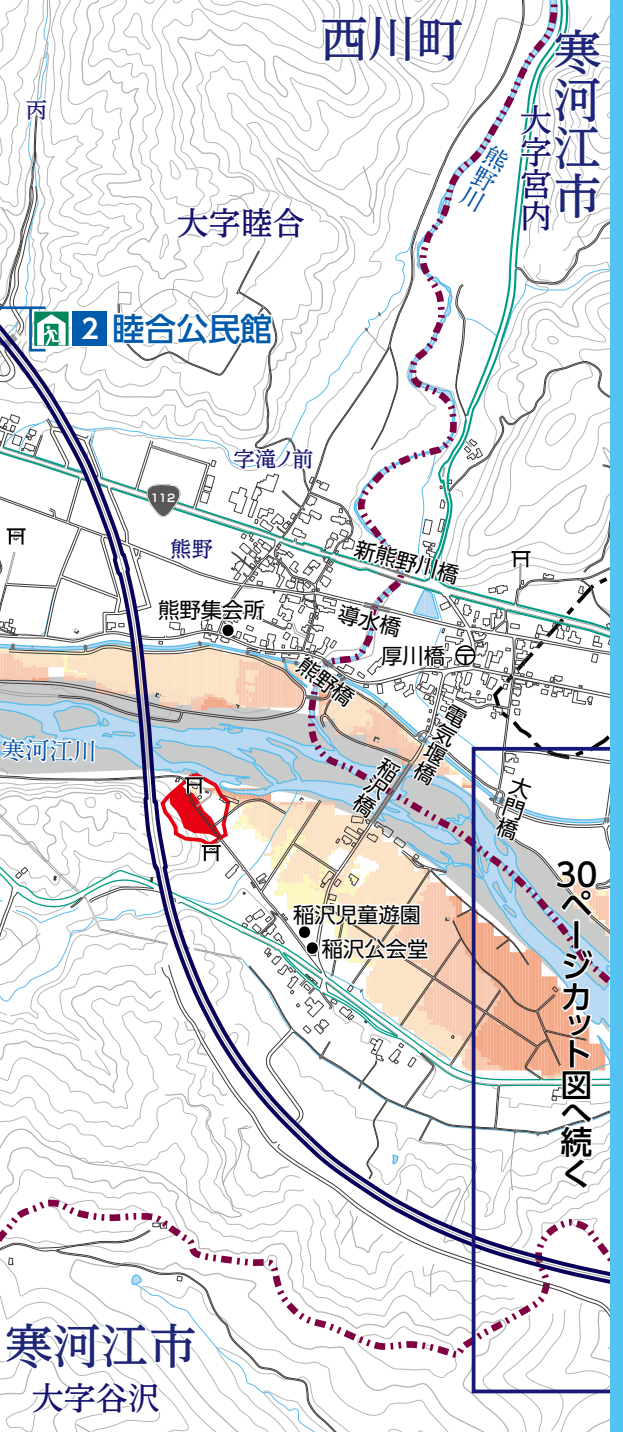 西川町
寒河江市
大字宮内
丙
熊野川
大字睦合
2 睦合公民館
字滝ノ前
112
熊野
新熊野川橋
熊野集会所
導水橋
厚川橋
熊野橋
電気堰橋
寒河江川
稲沢橋
大門橋
30ページカット図へ続く
稲沢児童遊園
稲沢公会堂
寒河江市
大字谷沢